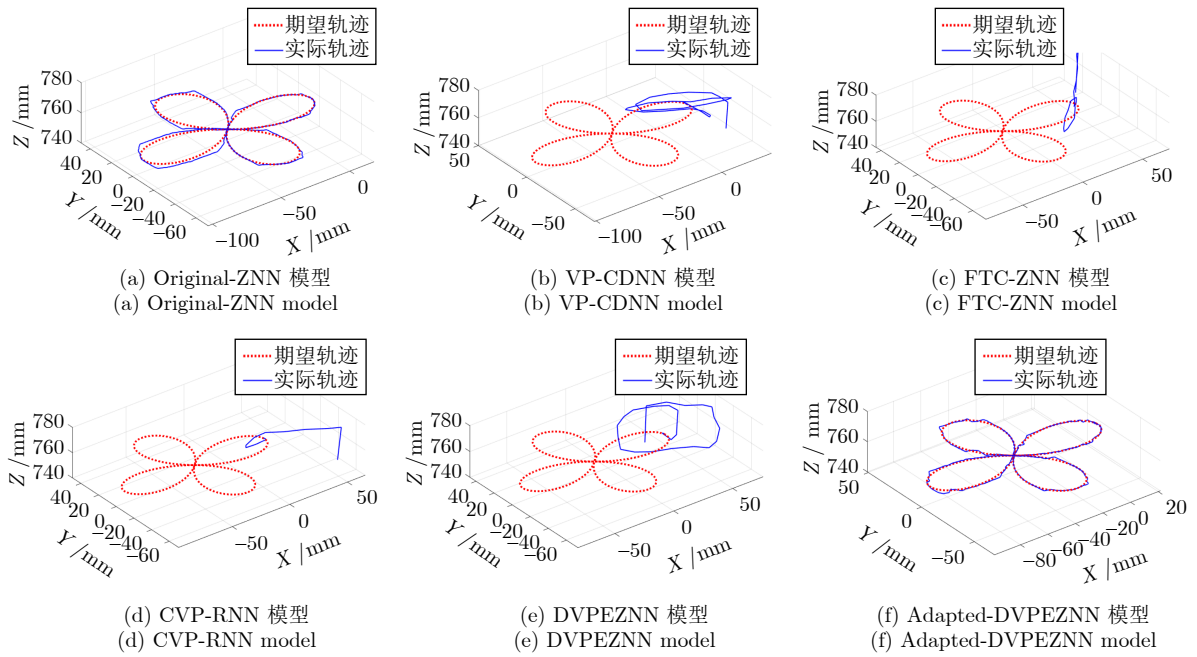 期望轨迹
实际轨迹
780
760
740
Z /mm
40
20
0
−20
−40
−60
Y /mm
−100
−50
0
X /mm
(a) Original-ZNN 模型
(a) Original-ZNN model
期望轨迹
实际轨迹
780
760
740
Z /mm
50
0
−50
Y /mm
−100
−50
0
X /mm
(b) VP-CDNN 模型
(b) VP-CDNN model
期望轨迹
实际轨迹
780
760
740
Z /mm
40
20
0
−20
−40
−60
Y /mm
−50
0
50
X /mm
(c) FTC-ZNN 模型
(c) FTC-ZNN model
期望轨迹
实际轨迹
780
760
740
Z /mm
40
20
0
−20
−40
−60
Y /mm
−50
0
50
X /mm
(d) CVP-RNN 模型
(d) CVP-RNN model
期望轨迹
实际轨迹
780
760
740
Z /mm
40
20
0
−20
−40
−60
Y /mm
−50
0
50
X /mm
(e) DVPEZNN 模型
(e) DVPEZNN model
期望轨迹
实际轨迹
780
760
740
Z /mm
50
0
−50
Y /mm
−80
−60
−40
−20
0
20
X /mm
(f) Adapted-DVPEZNN 模型
(f) Adapted-DVPEZNN model